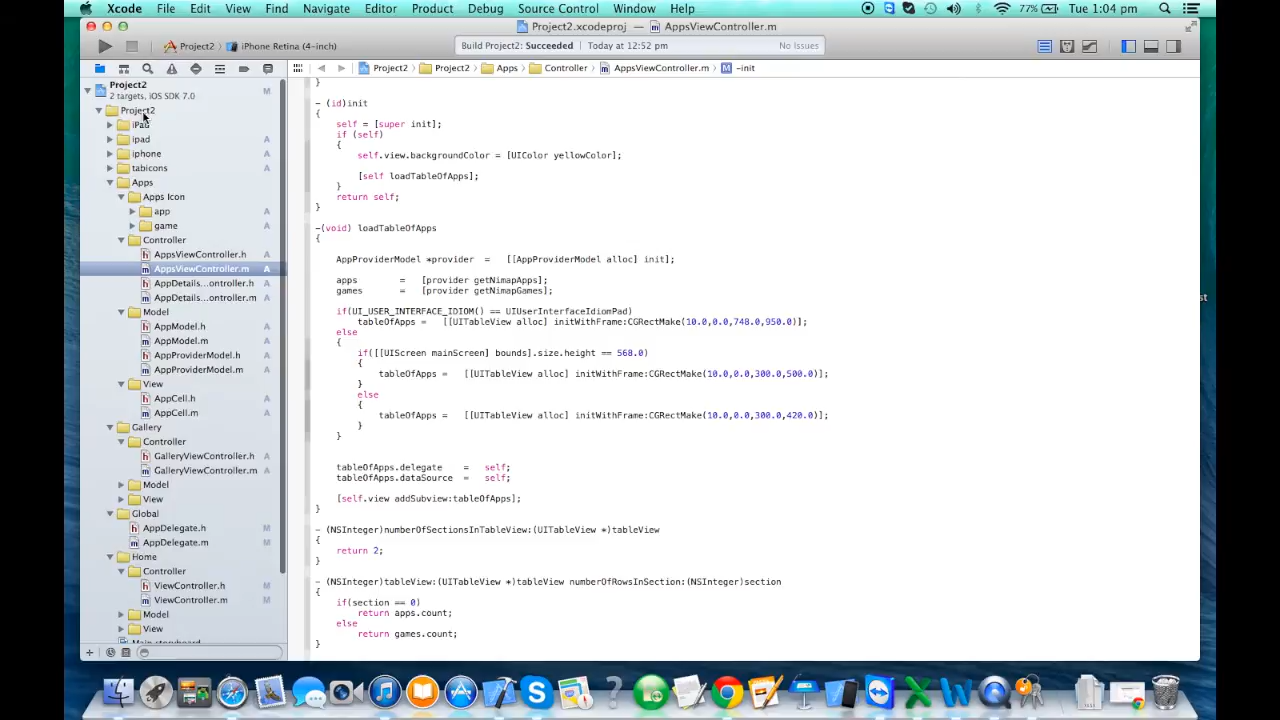 Xcode File Edit View Find Navigate Editor Product Debug Source Control Window Help 77% Tue 1:04 pm
Project2.xcodeproj — AppsViewController.m
Project2 iPhone Retina (4-inch) Build Project2: Succeeded Today at 12:52 pm No Issues
Project2 Project2 Apps Controller AppsViewController.m M -init
Project2
2 targets, iOS SDK 7.0 M
Project2
iPad
ipad A
iphone A
tabicons A
Apps
Apps Icon
app A
game A
Controller
h AppsViewController.h A
m AppsViewController.m A
h AppDetails...ontroller.h A
m AppDetails...ontroller.m A
Model
h AppModel.h A
m AppModel.m A
h AppProviderModel.h A
m AppProviderModel.m A
View
h AppCell.h A
m AppCell.m A
Gallery
Controller
h GalleryViewController.h A
m GalleryViewController.m A
Model
View
Global
h AppDelegate.h M
m AppDelegate.m M
Home
Controller
h ViewController.h M
m ViewController.m M
Model
View
Main.storyboard
}
- (id)init
{
self = [super init];
if (self)
{
self.view.backgroundColor = [UIColor yellowColor];
[self loadTableOfApps];
}
return self;
}
-(void) loadTableOfApps
{
AppProviderModel *provider = [[AppProviderModel alloc] init];
apps = [provider getNimapApps];
games = [provider getNimapGames];
if(UI_USER_INTERFACE_IDIOM() == UIUserInterfaceIdiomPad)
tableOfApps = [[UITableView alloc] initWithFrame:CGRectMake(10.0,0.0,748.0,950.0)];
else
{
if([[UIScreen mainScreen] bounds].size.height == 568.0)
{
tableOfApps = [[UITableView alloc] initWithFrame:CGRectMake(10.0,0.0,300.0,500.0)];
}
else
{
tableOfApps = [[UITableView alloc] initWithFrame:CGRectMake(10.0,0.0,300.0,420.0)];
}
}
tableOfApps.delegate = self;
tableOfApps.dataSource = self;
[self.view addSubview:tableOfApps];
}
- (NSInteger)numberOfSectionsInTableView:(UITableView *)tableView
{
return 2;
}
- (NSInteger)tableView:(UITableView *)tableView numberOfRowsInSection:(NSInteger)section
{
if(section == 0)
return apps.count;
else
return games.count;
}